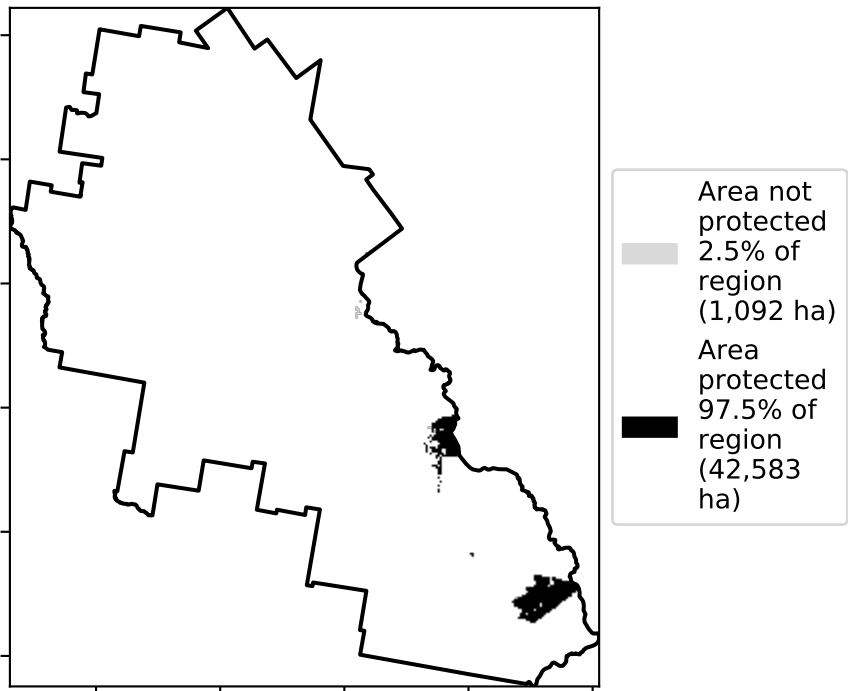 Area not
protected
2.5% of
region
(1,092 ha)
Area
protected
97.5% of
region
(42,583
ha)